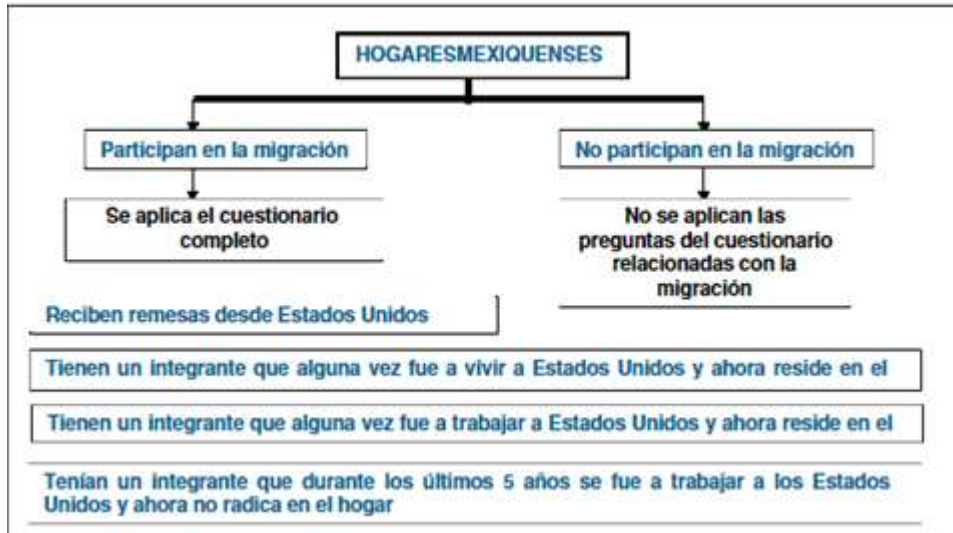 HOGARESMEXIQUENSES
Participan en la migración
No participan en la migración
Se aplica el cuestionario
completo
No se aplican las
preguntas del cuestionario
relacionadas con la
migración
Reciben remesas desde Estados Unidos
Tienen un integrante que alguna vez fue a vivir a Estados Unidos y ahora reside en el
Tienen un integrante que alguna vez fue a trabajar a Estados Unidos y ahora reside en el
Tenían un integrante que durante los últimos 5 años se fue a trabajar a los Estados
Unidos y ahora no radica en el hogar